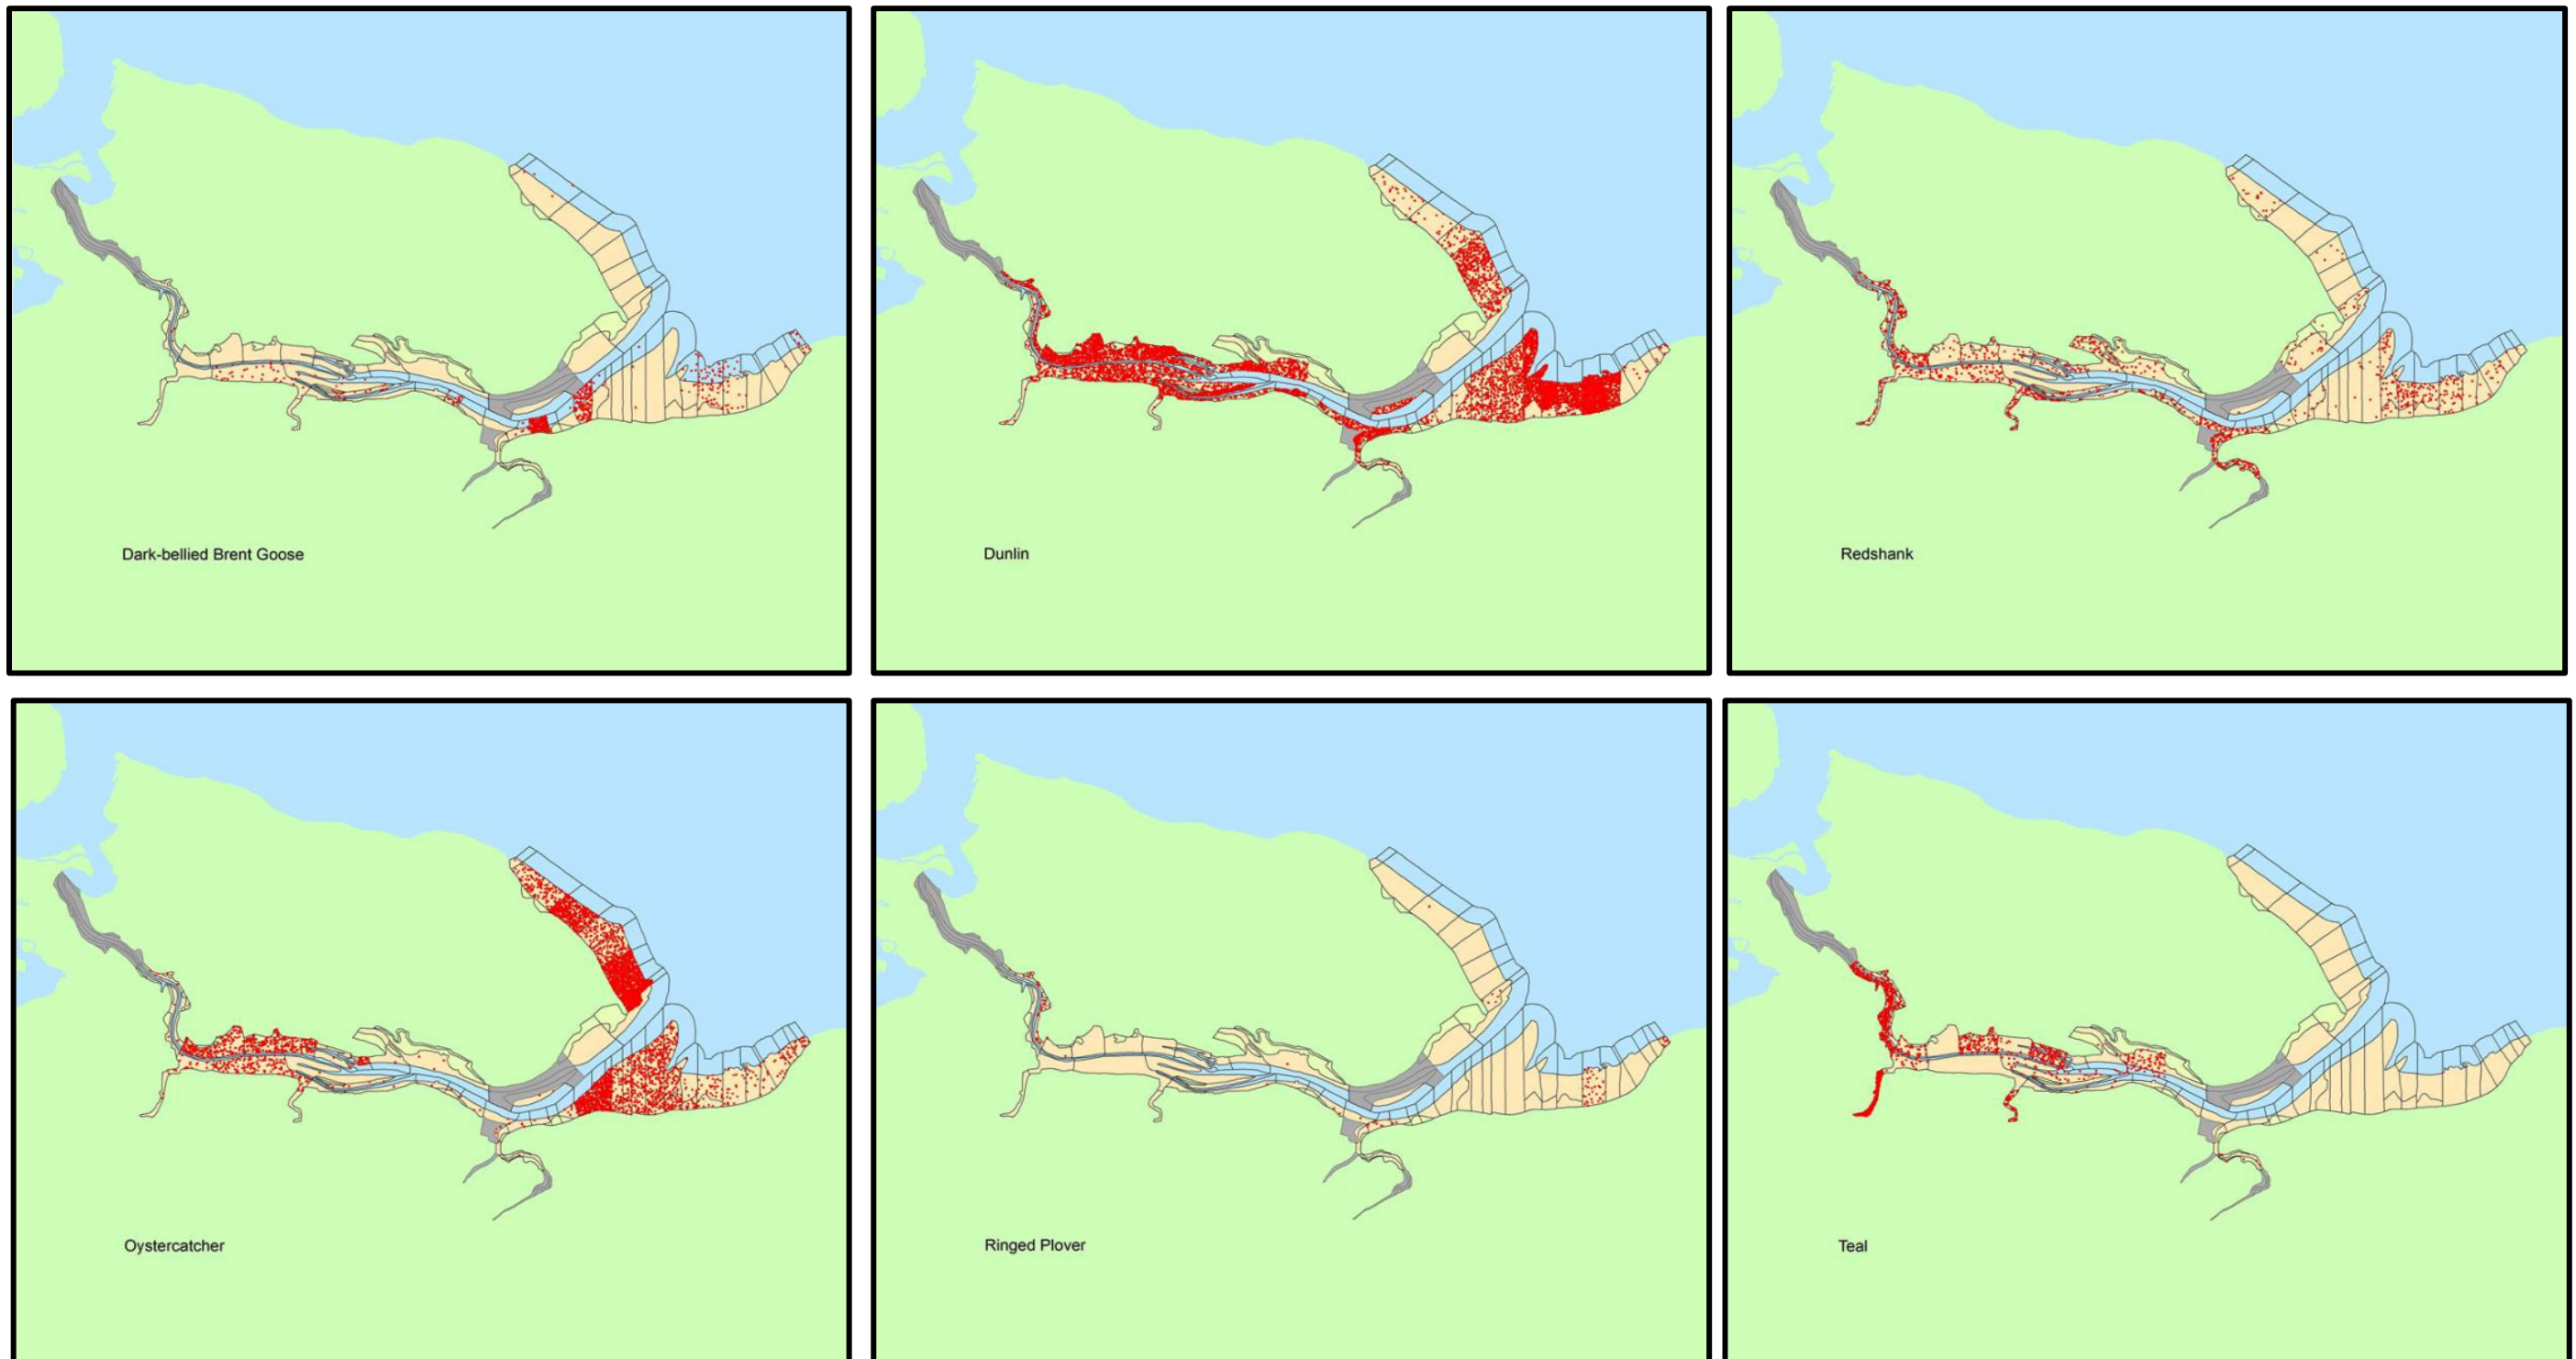 Dark-bellied Brent Goose
Dunlin
Redshank
Oystercatcher
Ringed Plover
Teal